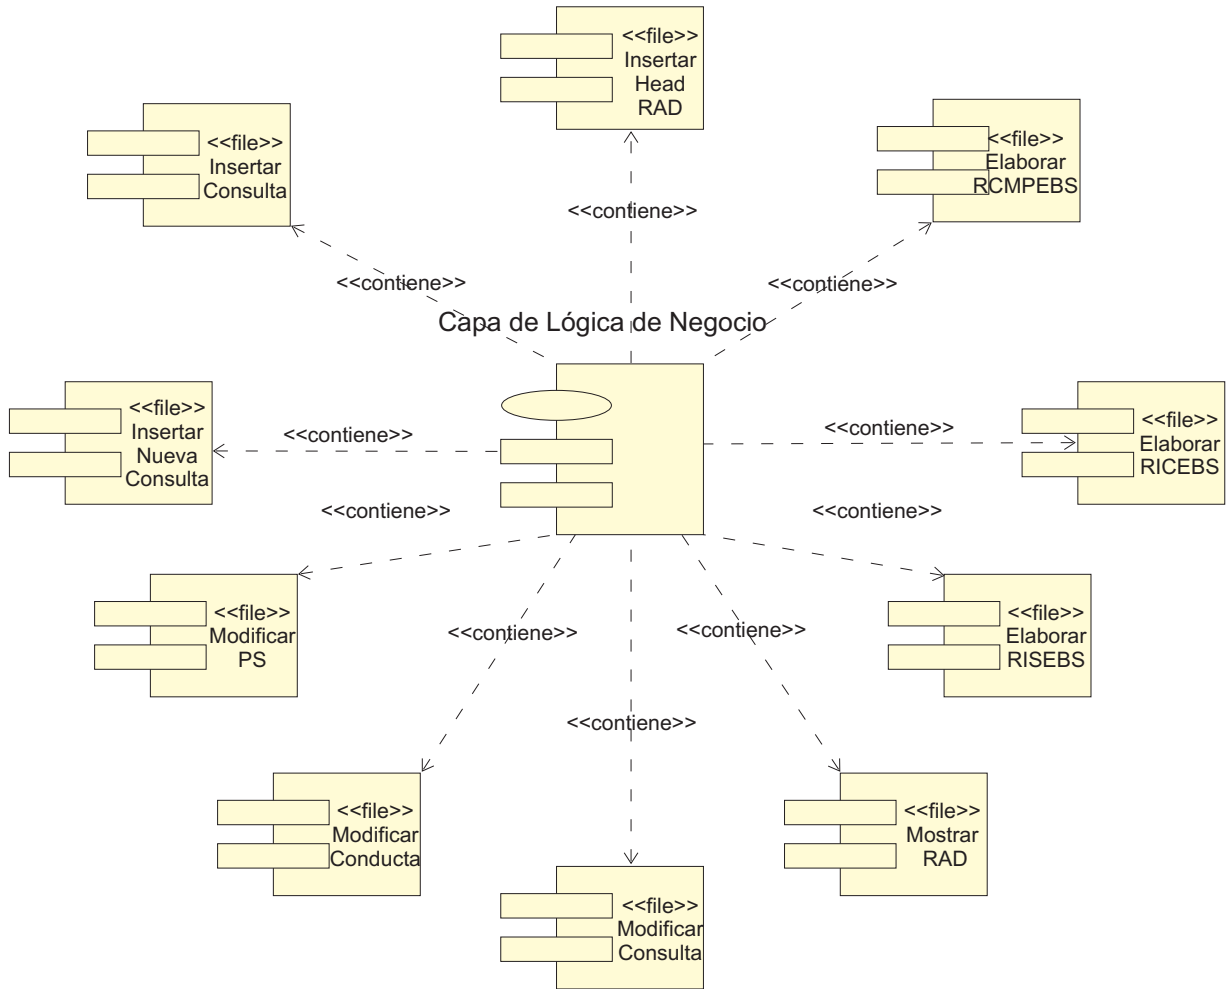 <<file>>
Insertar
Head
RAD
<<file>>
Insertar
Consulta
<<file>>
Elaborar
RCMPEBS
<<contiene>>
<<contiene>>
<<contiene>>
Capa de Lógica de Negocio
<<file>>
Insertar
Nueva
Consulta
<<contiene>>
<<contiene>>
<<file>>
Elaborar
RICEBS
<<contiene>>
<<contiene>>
<<file>>
Modificar
PS
<<contiene>>
<<contiene>>
<<file>>
Elaborar
RISEBS
<<contiene>>
<<file>>
Modificar
Conducta
<<file>>
Mostrar
RAD
<<file>>
Modificar
Consulta